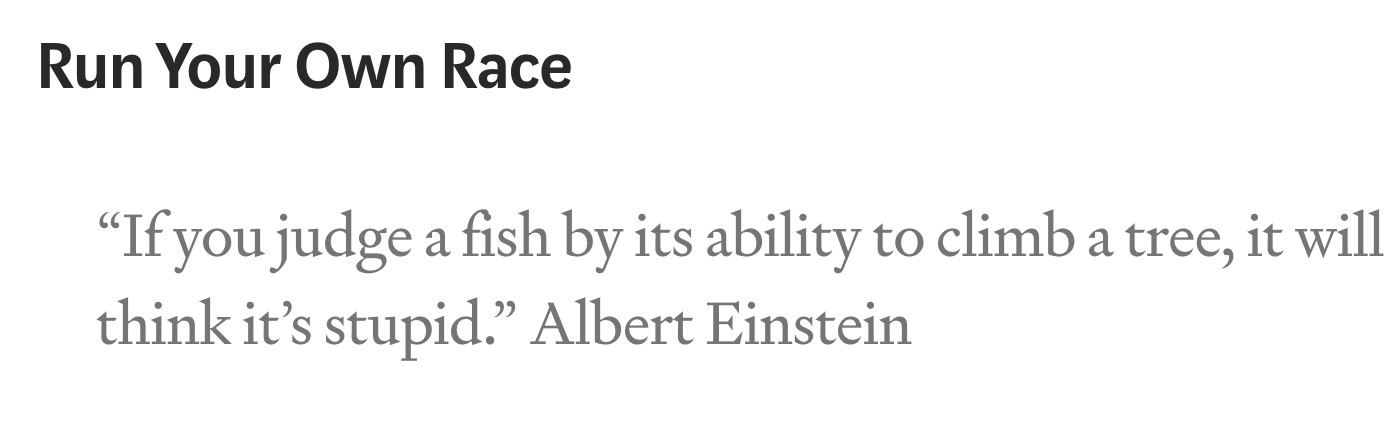 Run Your Own Race
“If you judge a fish by its ability to climb a tree, it will
think it’s stupid.” Albert Einstein